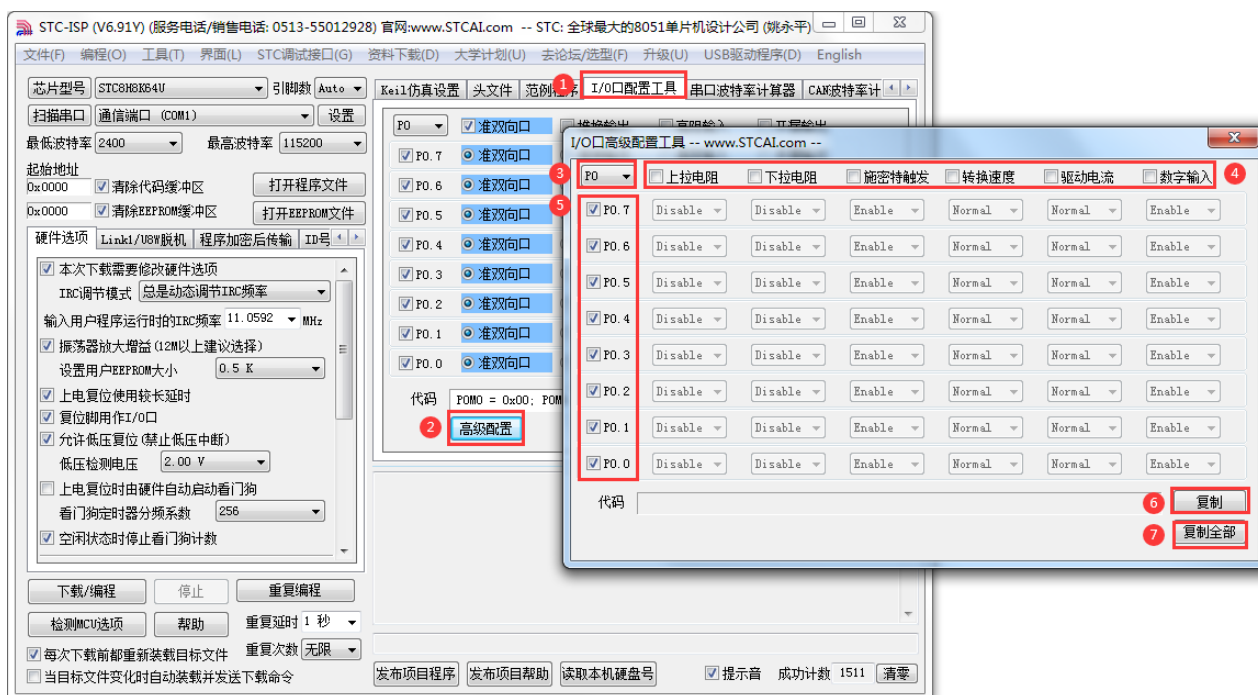 STC-ISP (V6.91Y) (服务电话/销售电话: 0513-55012928) 官网:www.STCAI.com -- STC: 全球最大的8051单片机设计公司 (姚永平)
文件(F) 编程(O) 工具(T) 界面(L) STC调试接口(G) 资料下载(D) 大学计划(U) 去论坛/选型(F) 升级(U) USB驱动程序(D) English
芯片型号 STC8H8K64U 引脚数 Auto
扫描串口 通信端口 (COM1) 设置
最低波特率 2400 最高波特率 115200
起始地址
0x0000 清除代码缓冲区 打开程序文件
0x0000 清除EEPROM缓冲区 打开EEPROM文件
硬件选项 Link1/U8W脱机 程序加密后传输 ID号
本次下载需要修改硬件选项
IRC调节模式 总是动态调节IRC频率
输入用户程序运行时的IRC频率 11.0592 MHz
振荡器放大增益(12M以上建议选择)
设置用户EEPROM大小 0.5 K
上电复位使用较长延时
复位脚用作I/O口
允许低压复位(禁止低压中断)
低压检测电压 2.00 V
上电复位时由硬件自动启动看门狗
看门狗定时器分频系数 256
空闲状态时停止看门狗计数
下载/编程 停止 重复编程
检测MCU选项 帮助 重复延时 1 秒
每次下载前都重新装载目标文件 重复次数 无限
当目标文件变化时自动装载并发送下载命令
Keil仿真设置 头文件 范例程序 1 I/O口配置工具 串口波特率计算器 CAN波特率计
P0 准双向口 推挽输出 高阻输入 开漏输出
P0.7 准双向口
P0.6 准双向口
P0.5 准双向口
P0.4 准双向口
P0.3 准双向口
P0.2 准双向口
P0.1 准双向口
P0.0 准双向口
代码 P0M0 = 0x00; P0M
2 高级配置
I/O口高级配置工具 -- www.STCAI.com --
3 P0 上拉电阻 下拉电阻 施密特触发 转换速度 驱动电流 数字输入 4
5 P0.7 Disable Disable Enable Normal Normal Enable
P0.6 Disable Disable Enable Normal Normal Enable
P0.5 Disable Disable Enable Normal Normal Enable
P0.4 Disable Disable Enable Normal Normal Enable
P0.3 Disable Disable Enable Normal Normal Enable
P0.2 Disable Disable Enable Normal Normal Enable
P0.1 Disable Disable Enable Normal Normal Enable
P0.0 Disable Disable Enable Normal Normal Enable
代码 6 复制
7 复制全部
发布项目程序 发布项目帮助 读取本机硬盘号 提示音 成功计数 1511 清零